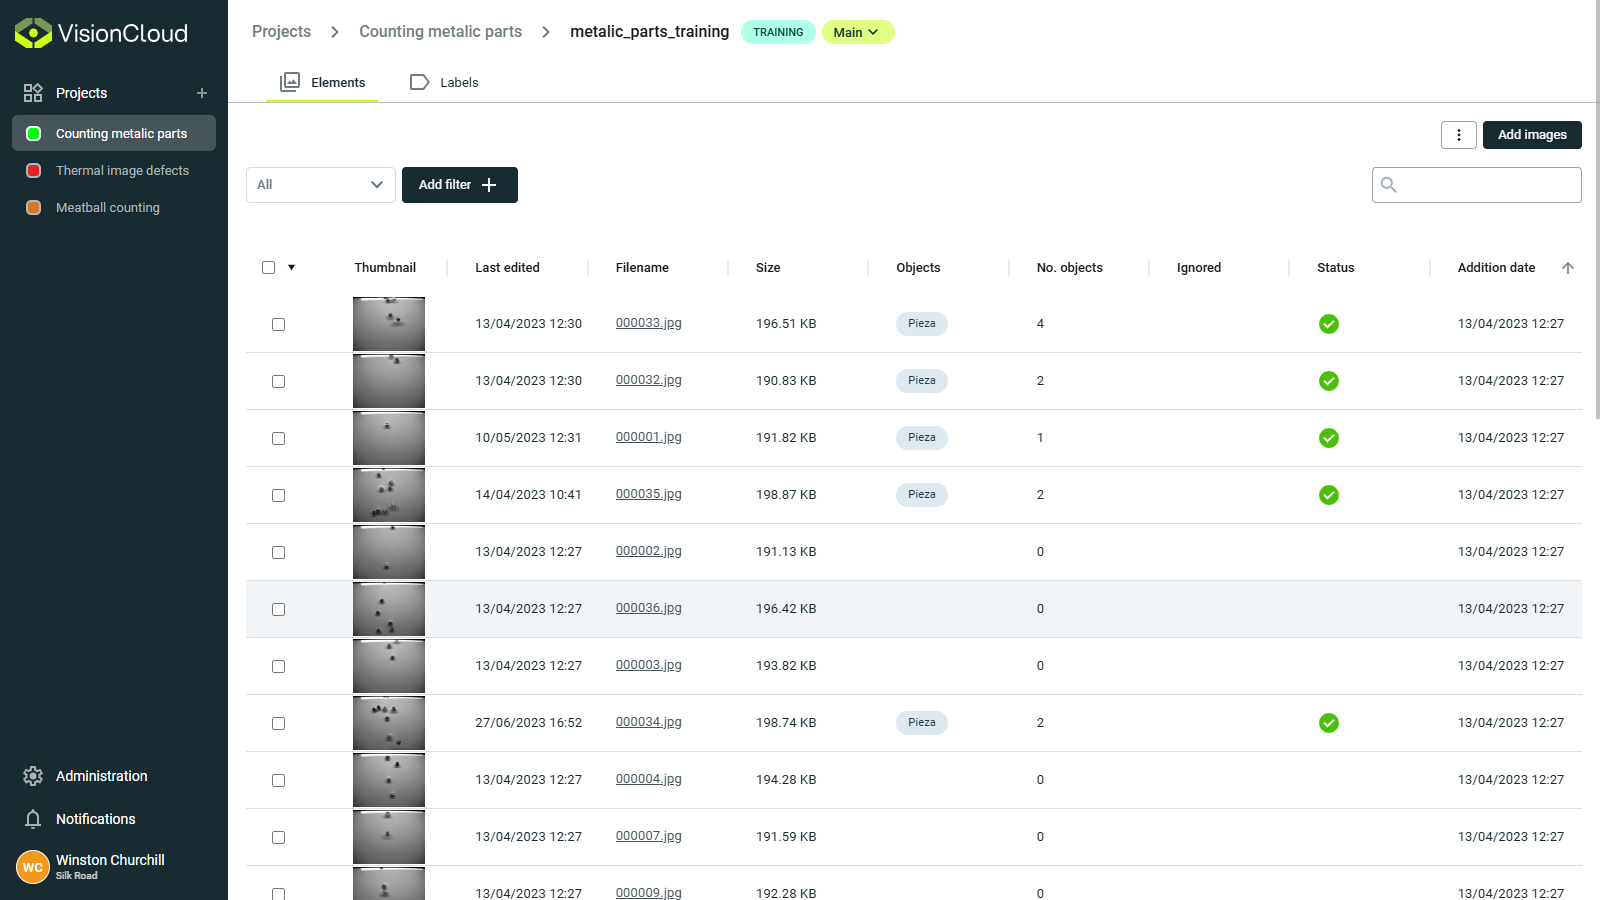 VisionCloud
Projects
Counting metalic parts
Thermal image defects
Meatball counting
Administration
Notifications
WC
Winston Churchill
Silk Road
Projects > Counting metalic parts > metalic_parts_training TRAINING Main
Elements Labels
Add images
All Add filter
Thumbnail Last edited Filename Size Objects No. objects Ignored Status Addition date
13/04/2023 12:30 000033.jpg 196.51 KB Pieza 4 13/04/2023 12:27
13/04/2023 12:30 000032.jpg 190.83 KB Pieza 2 13/04/2023 12:27
10/05/2023 12:31 000001.jpg 191.82 KB Pieza 1 13/04/2023 12:27
14/04/2023 10:41 000035.jpg 198.87 KB Pieza 2 13/04/2023 12:27
13/04/2023 12:27 000002.jpg 191.13 KB 0 13/04/2023 12:27
13/04/2023 12:27 000036.jpg 196.42 KB 0 13/04/2023 12:27
13/04/2023 12:27 000003.jpg 193.82 KB 0 13/04/2023 12:27
27/06/2023 16:52 000034.jpg 198.74 KB Pieza 2 13/04/2023 12:27
13/04/2023 12:27 000004.jpg 194.28 KB 0 13/04/2023 12:27
13/04/2023 12:27 000007.jpg 191.59 KB 0 13/04/2023 12:27
13/04/2023 12:27 000009.jpg 192.28 KB 0 13/04/2023 12:27